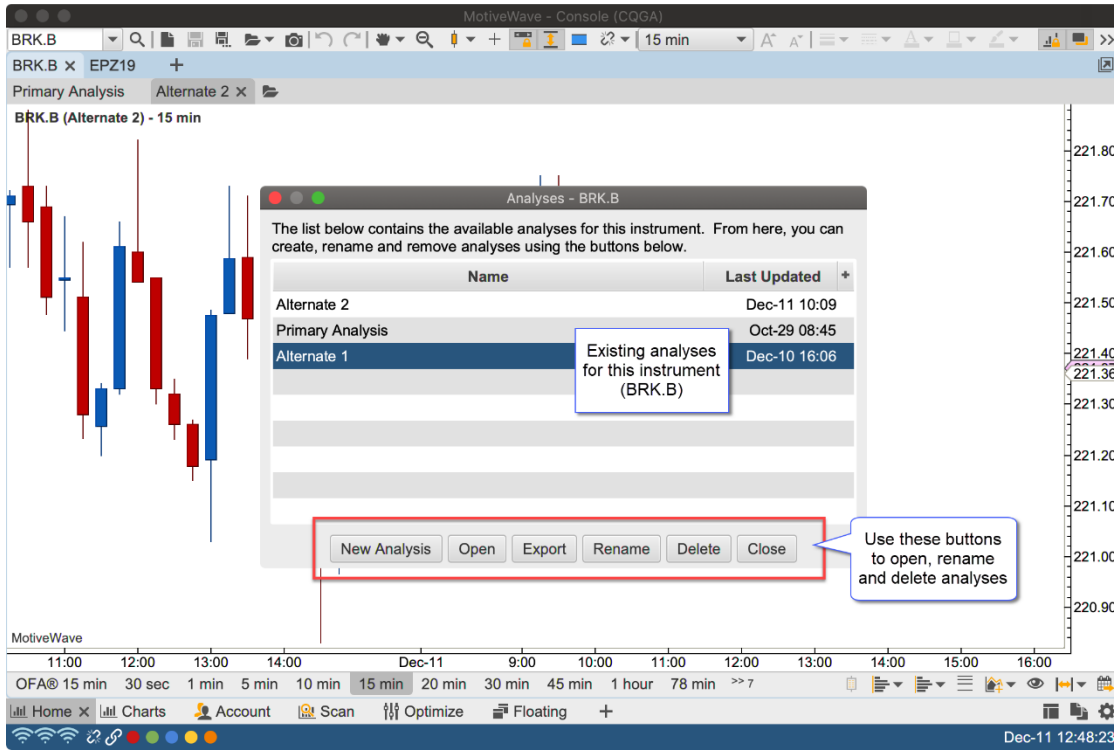 MotiveWave - Console (CQGA)
BRK.B
15 min
BRK.B
EPZ19
Primary Analysis
Alternate 2
BRK.B (Alternate 2) - 15 min
Analyses - BRK.B
The list below contains the available analyses for this instrument. From here, you can
create, rename and remove analyses using the buttons below.
Name Last Updated +
Alternate 2 Dec-11 10:09
Primary Analysis Oct-29 08:45
Alternate 1 Dec-10 16:06
Existing analyses
for this instrument
(BRK.B)
New Analysis Open Export Rename Delete Close
Use these buttons
to open, rename
and delete analyses
221.80
221.70
221.60
221.50
221.40
221.36
221.30
221.20
221.10
221.00
220.90
MotiveWave
11:00 12:00 13:00 14:00 Dec-11 9:00 10:00 11:00 12:00 13:00 14:00 15:00 16:00
OFA® 15 min 30 sec 1 min 5 min 10 min 15 min 20 min 30 min 45 min 1 hour 78 min >> 7
Home Charts Account Scan Optimize Floating +
Dec-11 12:48:23